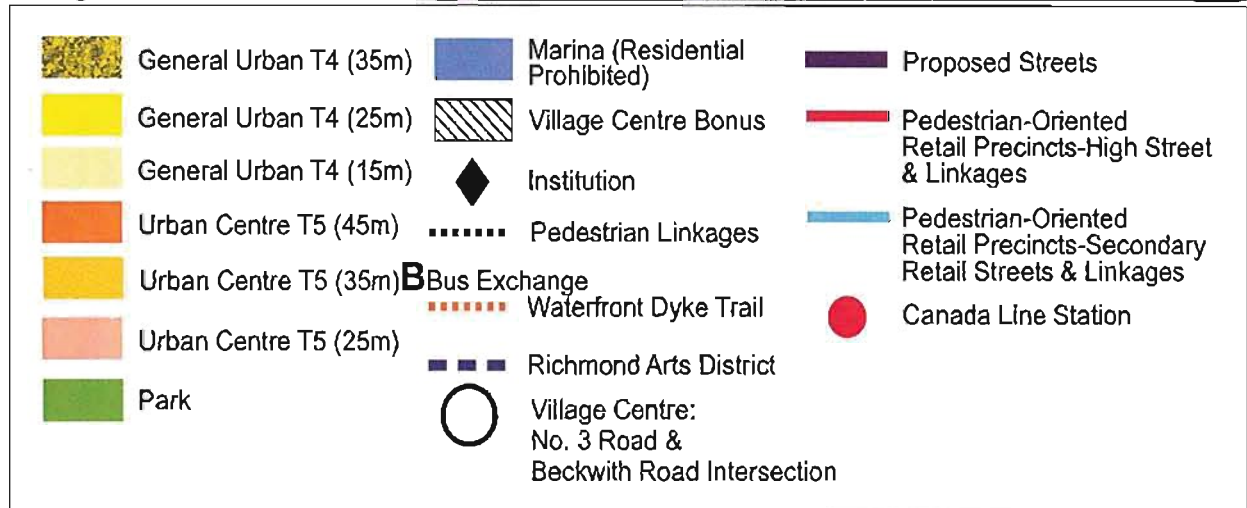 General Urban T4 (35m)
General Urban T4 (25m)
General Urban T4 (15m)
Urban Centre T5 (45m)
Urban Centre T5 (35m)
Urban Centre T5 (25m)
Park
Marina (Residential
Prohibited)
Village Centre Bonus
Institution
Pedestrian Linkages
B Bus Exchange
Waterfront Dyke Trail
Richmond Arts District
Village Centre:
No. 3 Road &
Beckwith Road Intersection
Proposed Streets
Pedestrian-Oriented
Retail Precincts-High Street
& Linkages
Pedestrian-Oriented
Retail Precincts-Secondary
Retail Streets & Linkages
Canada Line Station